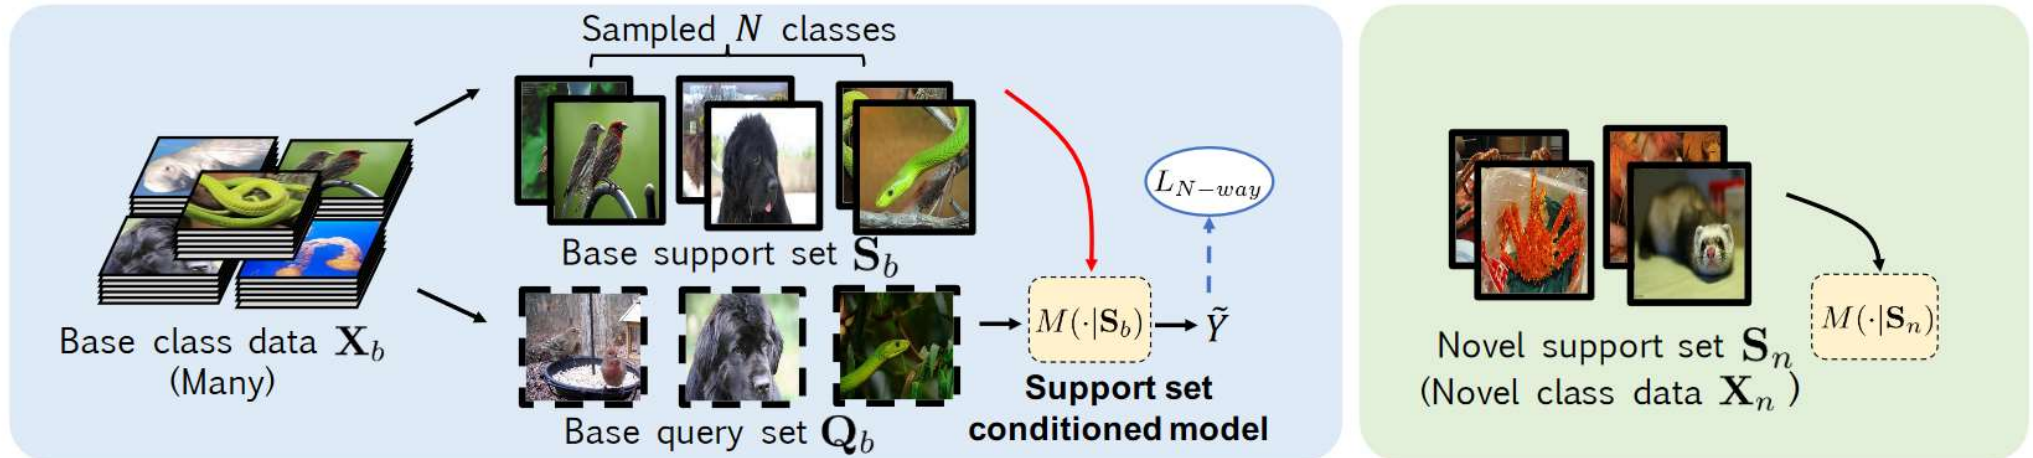 Sampled N classes
Base support set S_b
Base class data X_b
(Many)
Base query set Q_b
M(·|S_b)
Ỹ
L_{N-way}
Support set
conditioned model
Novel support set S_n
(Novel class data X_n )
M(·|S_n)